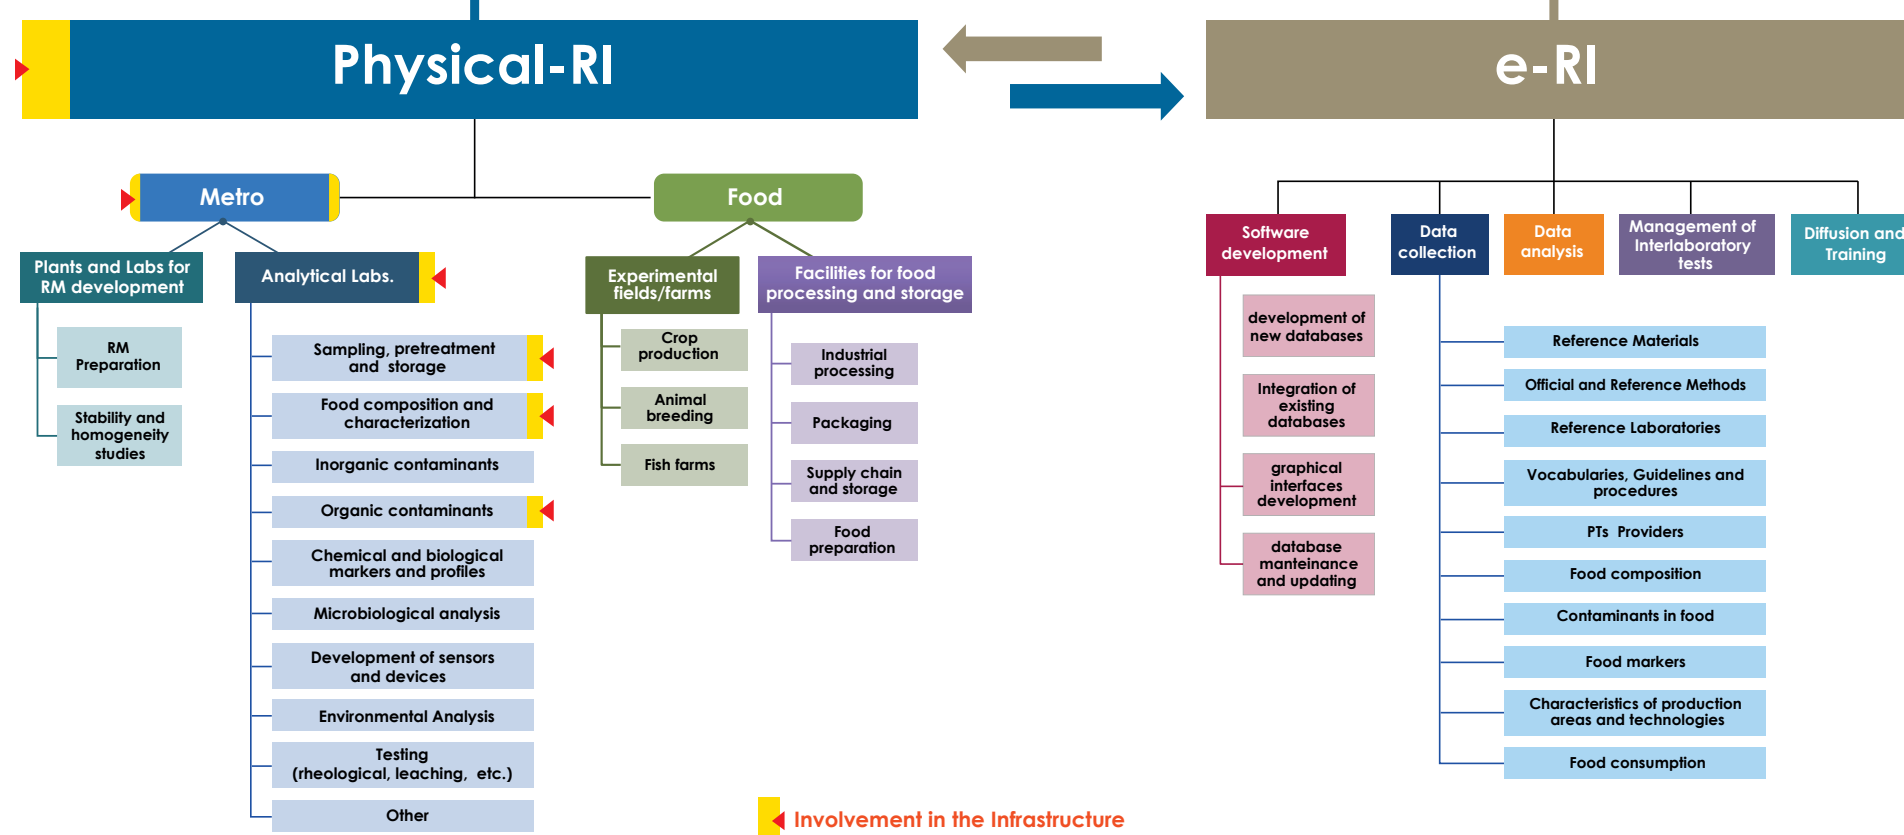 Physical-RI
e-RI
Metro
Food
Plants and Labs for
RM development
Analytical Labs.
Experimental
fields/farms
Facilities for food
processing and storage
RM
Preparation
Stability and
homogeneity
studies
Sampling, pretreatment
and storage
Food composition and
characterization
Inorganic contaminants
Organic contaminants
Chemical and biological
markers and profiles
Microbiological analysis
Development of sensors
and devices
Environmental Analysis
Testing
(rheological, leaching, etc.)
Other
Crop
production
Animal
breeding
Fish farms
Industrial
processing
Packaging
Supply chain
and storage
Food
preparation
Software
development
Data
collection
Data
analysis
Management of
Interlaboratory
tests
Diffusion and
Training
development of
new databases
Integration of
existing
databases
graphical
interfaces
development
database
manteinance
and updating
Reference Materials
Official and Reference Methods
Reference Laboratories
Vocabularies, Guidelines and
procedures
PTs Providers
Food composition
Contaminants in food
Food markers
Characteristics of production
areas and technologies
Food consumption
Involvement in the Infrastructure